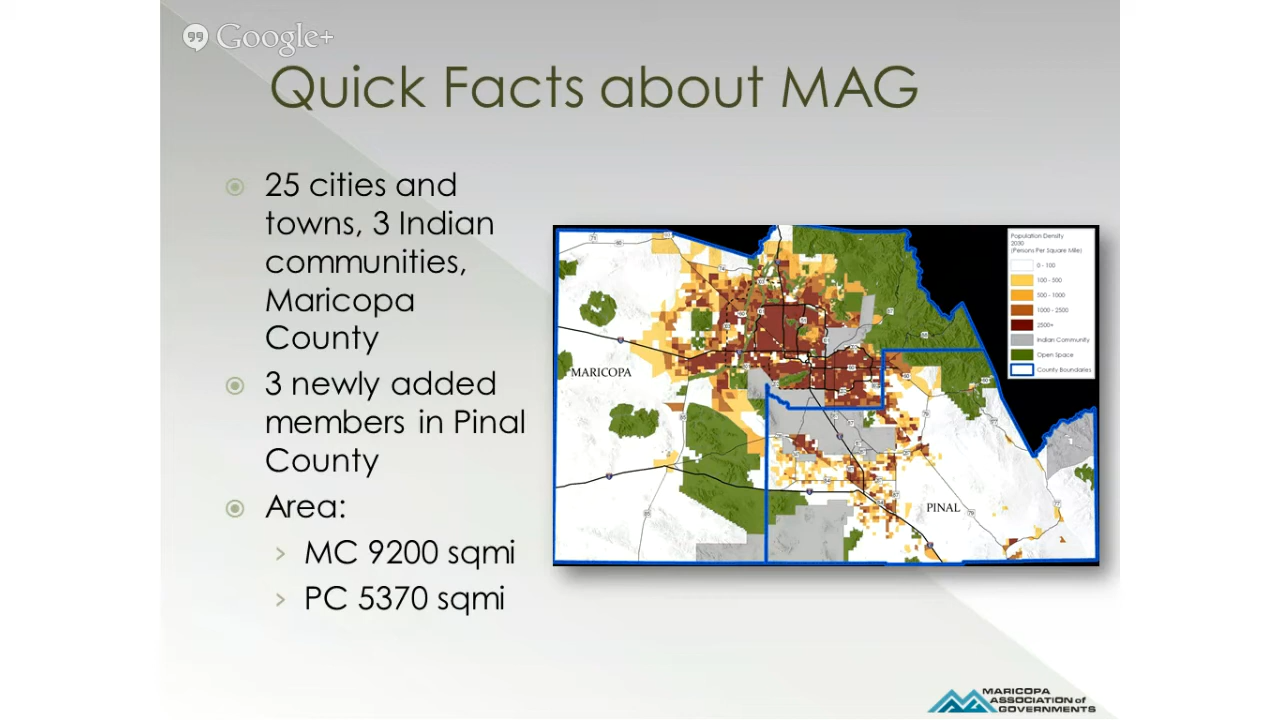 Google+
Quick Facts about MAG
25 cities and
towns, 3 Indian
communities,
Maricopa
County
3 newly added
members in Pinal
County
Area:
MC 9200 sqmi
PC 5370 sqmi
Population Density
2030
(Persons Per Square Mile)
0 - 100
100 - 500
500 - 1000
1000 - 2500
2500+
Indian Community
Open Space
County Boundaries
MARICOPA
PINAL
MARICOPA
ASSOCIATION of
GOVERNMENTS